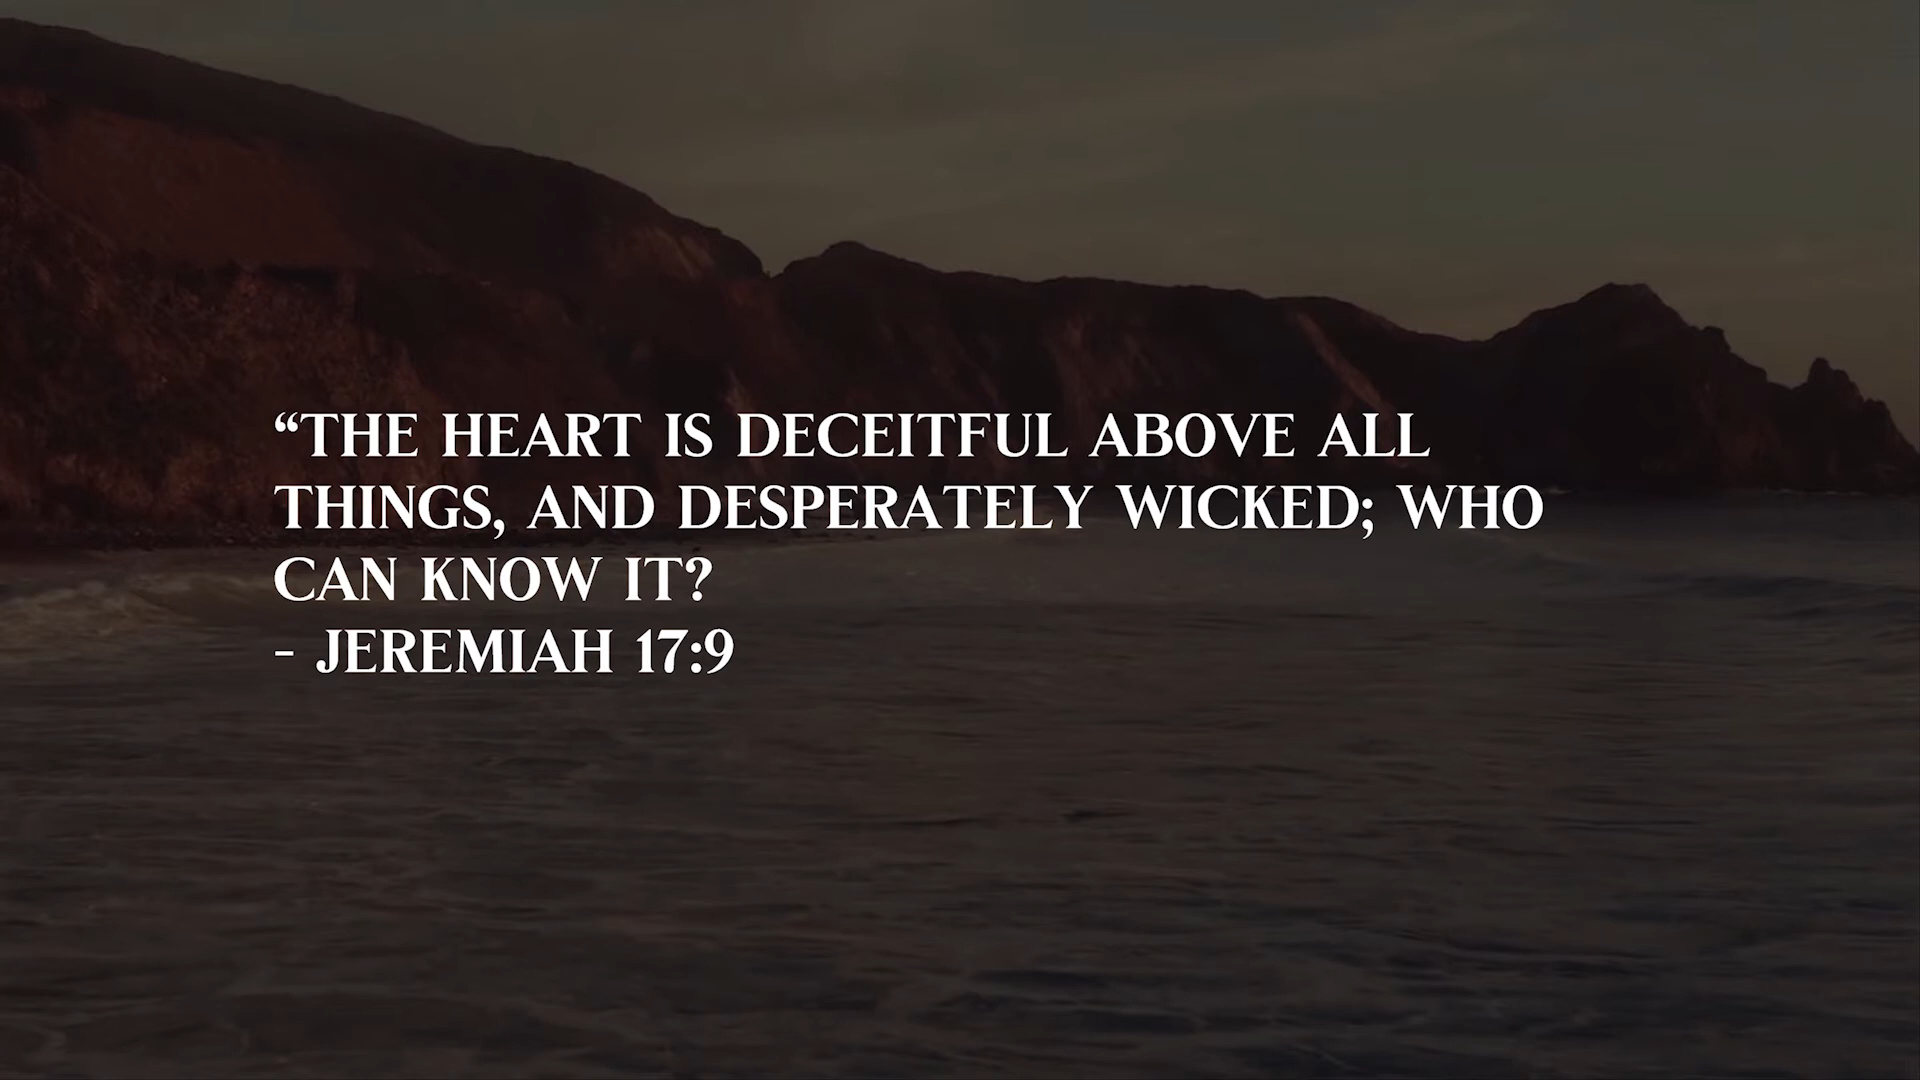 “THE HEART IS DECEITFUL ABOVE ALL
THINGS, AND DESPERATELY WICKED; WHO
CAN KNOW IT?
- JEREMIAH 17:9